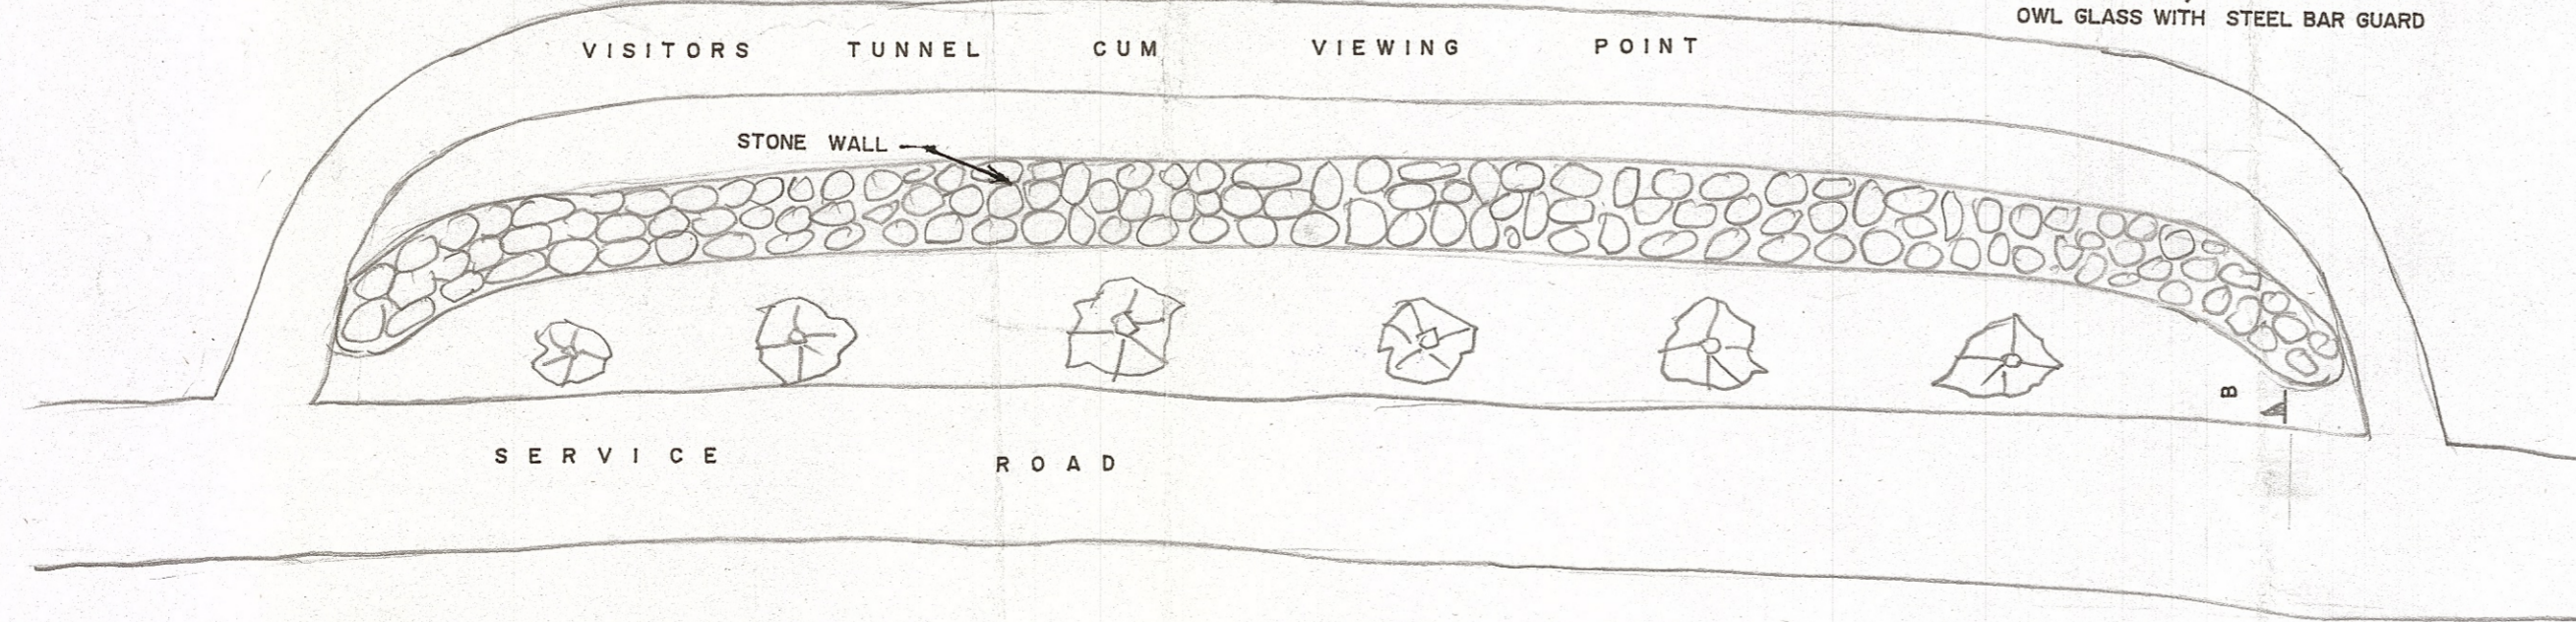 OWL GLASS WITH STEEL BAR GUARD
VISITORS TUNNEL CUM VIEWING POINT
STONE WALL
B
SERVICE ROAD